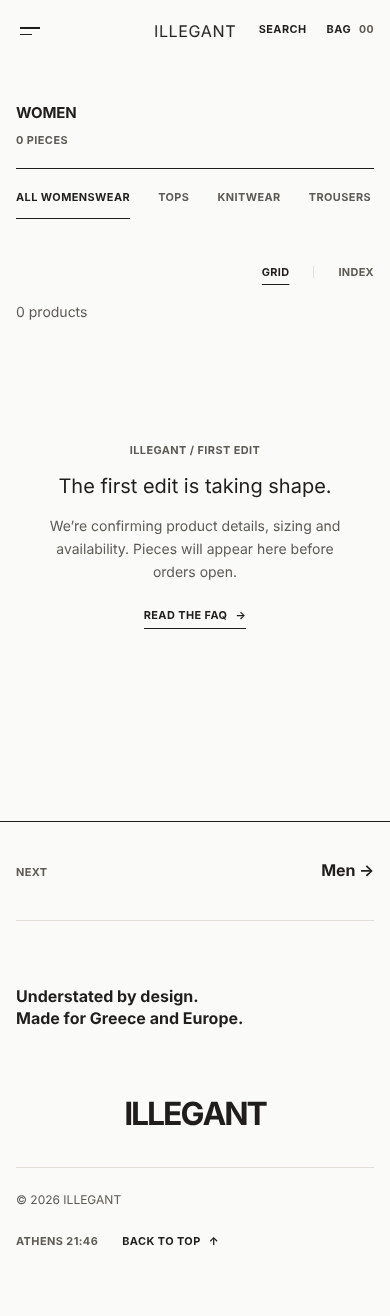 ILLEGANT SEARCH BAG 00
WOMEN
0 PIECES
ALL WOMENSWEAR TOPS KNITWEAR TROUSERS
GRID INDEX
0 products
ILLEGANT / FIRST EDIT
The first edit is taking shape.
We’re confirming product details, sizing and
availability. Pieces will appear here before
orders open.
READ THE FAQ →
NEXT Men →
Understated by design.
Made for Greece and Europe.
ILLEGANT
© 2026 ILLEGANT
ATHENS 21:46 BACK TO TOP ↑